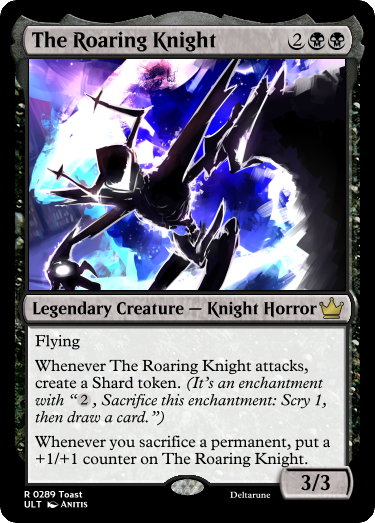 The Roaring Knight 2
Legendary Creature — Knight Horror
Flying
Whenever The Roaring Knight attacks,
create a Shard token. (It's an enchantment
with “2, Sacrifice this enchantment: Scry 1,
then draw a card.”)
Whenever you sacrifice a permanent, put a
+1/+1 counter on The Roaring Knight.
3/3
R 0289 Toast
ULT Anitis
Deltarune